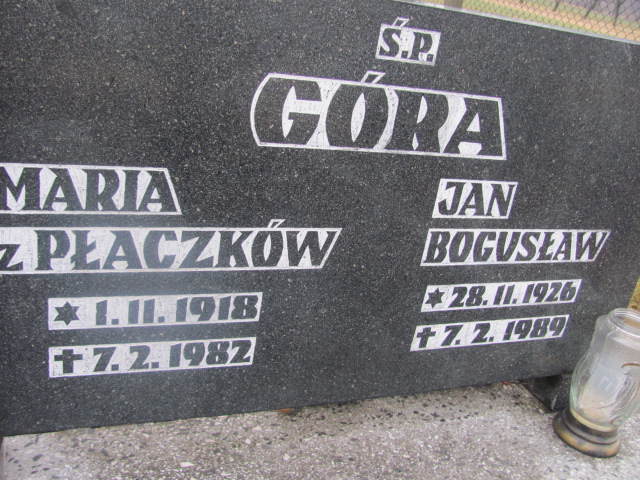 Ś.P.
GÓRA
MARIA
z PŁACZKÓW
✶ 1.11.1918
✝ 7.2.1982
JAN
BOGUSŁAW
✶ 28.11.1926
✝ 7.2.1989